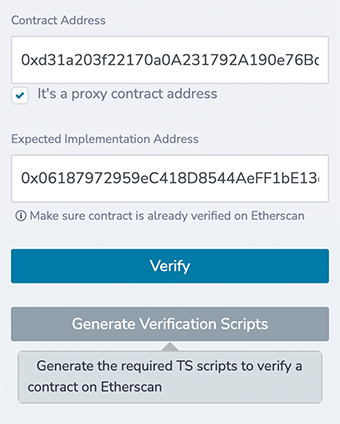 Contract Address
0xd31a203f22170a0A231792A190e76Bc
It's a proxy contract address
Expected Implementation Address
0x06187972959eC418D8544AeFF1bE13
Make sure contract is already verified on Etherscan
Verify
Generate Verification Scripts
Generate the required TS scripts to verify a
contract on Etherscan